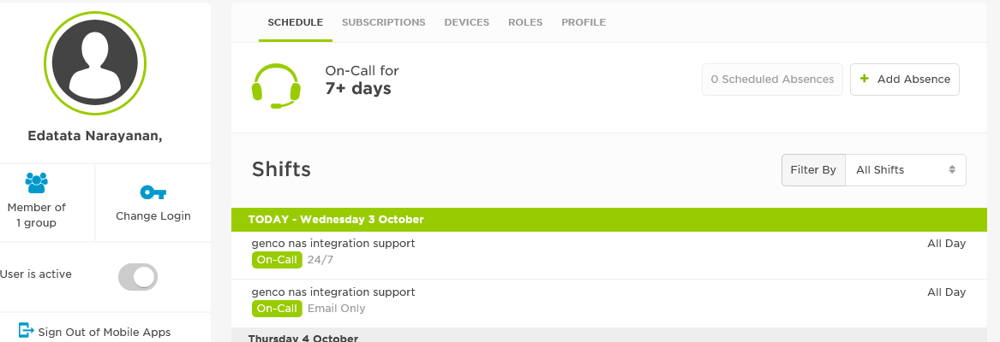 SCHEDULE SUBSCRIPTIONS DEVICES ROLES PROFILE
Edatata Narayanan,
Member of
1 group
Change Login
User is active
Sign Out of Mobile Apps
On-Call for
7+ days
0 Scheduled Absences
+ Add Absence
Shifts
Filter By All Shifts
TODAY - Wednesday 3 October
genco nas integration support All Day
On-Call 24/7
genco nas integration support All Day
On-Call Email Only
Thursday 4 October